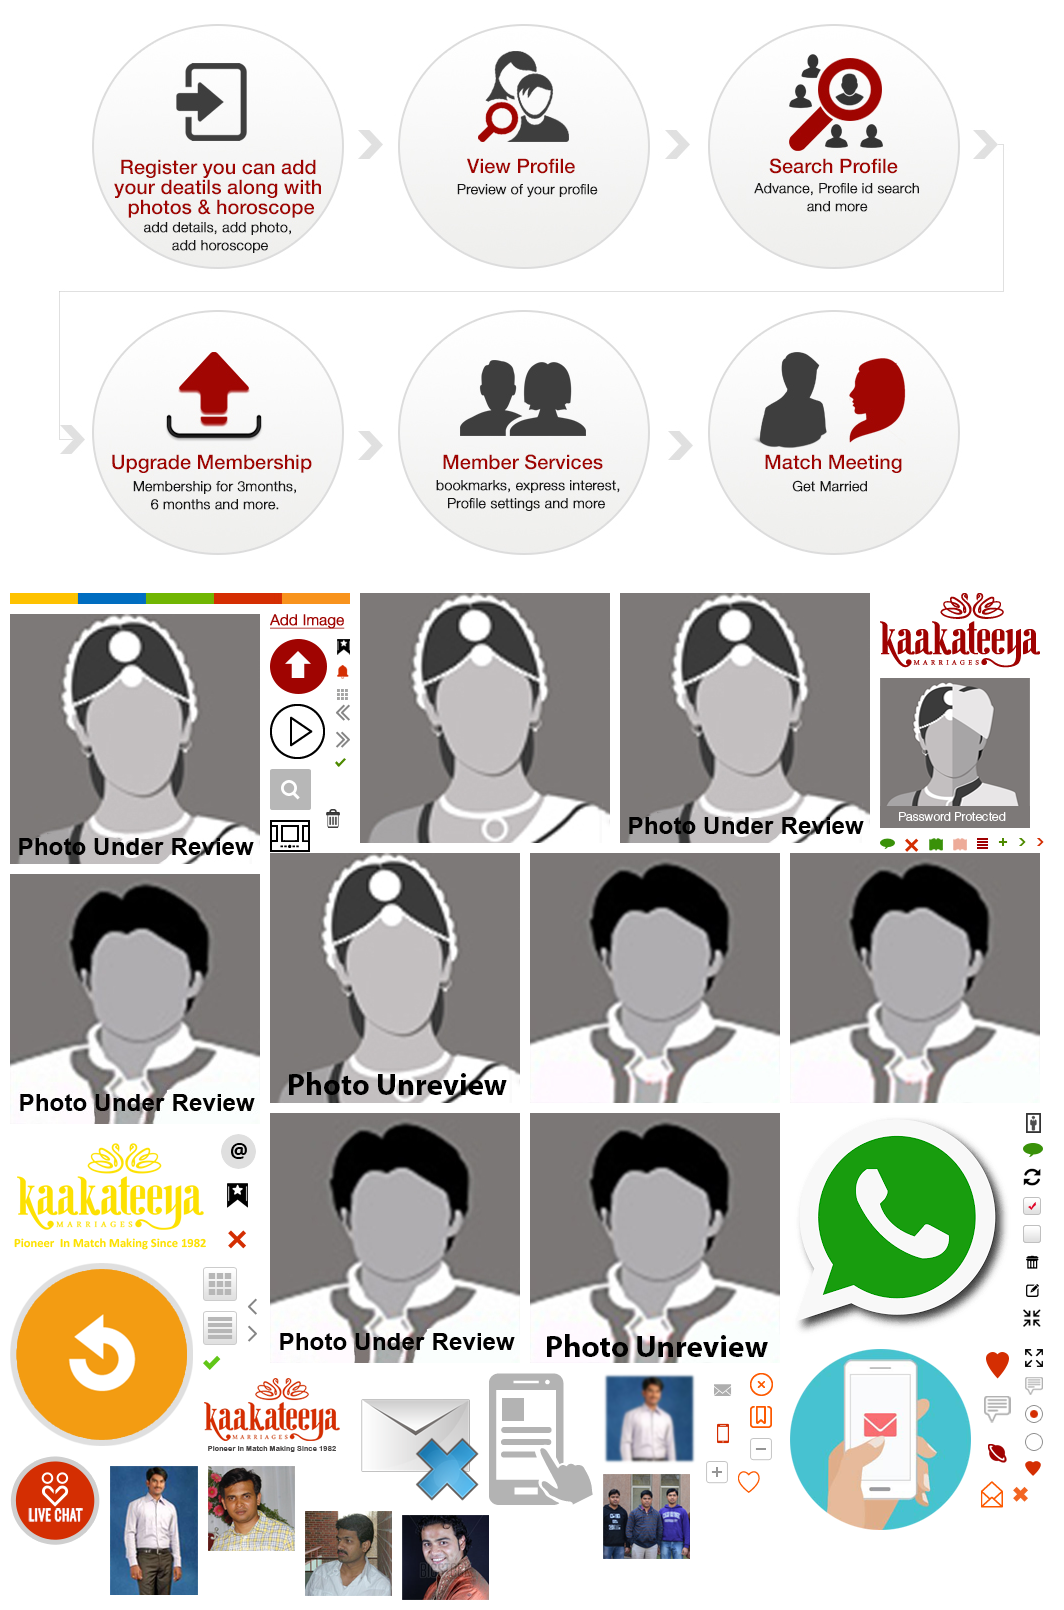 Register you can add
your deatils along with
photos & horoscope
add details, add photo,
add horoscope
View Profile
Preview of your profile
Search Profile
Advance, Profile id search
and more
Upgrade Membership
Membership for 3months,
6 months and more.
Member Services
bookmarks, express interest,
Profile settings and more
Match Meeting
Get Married
Add Image
kaakateeya
MARRIAGES
Photo Under Review
Photo Under Review
Password Protected
Photo Under Review
Photo Unreview
@
kaakateeya
MARRIAGES
Pioneer In Match Making Since 1982
Photo Under Review
Photo Unreview
kaakateeya
MARRIAGES
Pioneer In Match Making Since 1982
LIVE CHAT